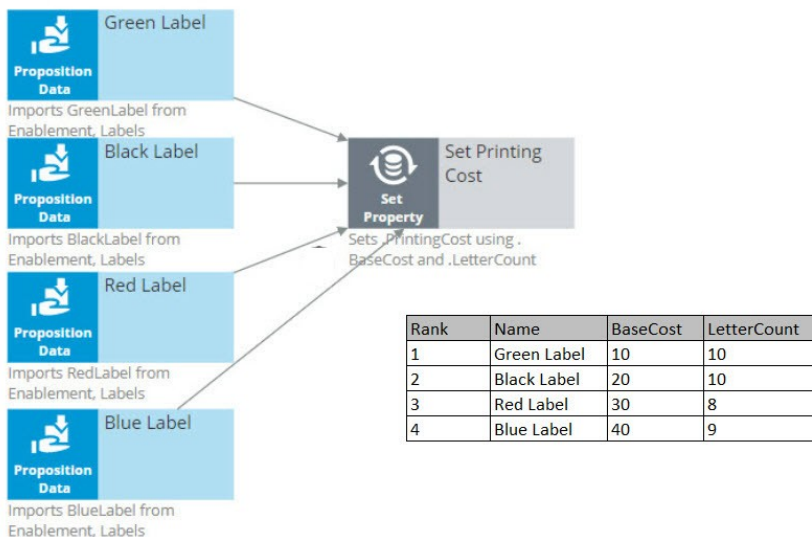 Green Label
Proposition
Data
Imports GreenLabel from
Enablement, Labels
Black Label
Proposition
Data
Imports BlackLabel from
Enablement, Labels
Red Label
Proposition
Data
Imports RedLabel from
Enablement, Labels
Blue Label
Proposition
Data
Imports BlueLabel from
Enablement, Labels
Set Printing
Cost
Set
Property
Sets .PrintingCost using .
BaseCost and .LetterCount
Rank Name BaseCost LetterCount
1 Green Label 10 10
2 Black Label 20 10
3 Red Label 30 8
4 Blue Label 40 9